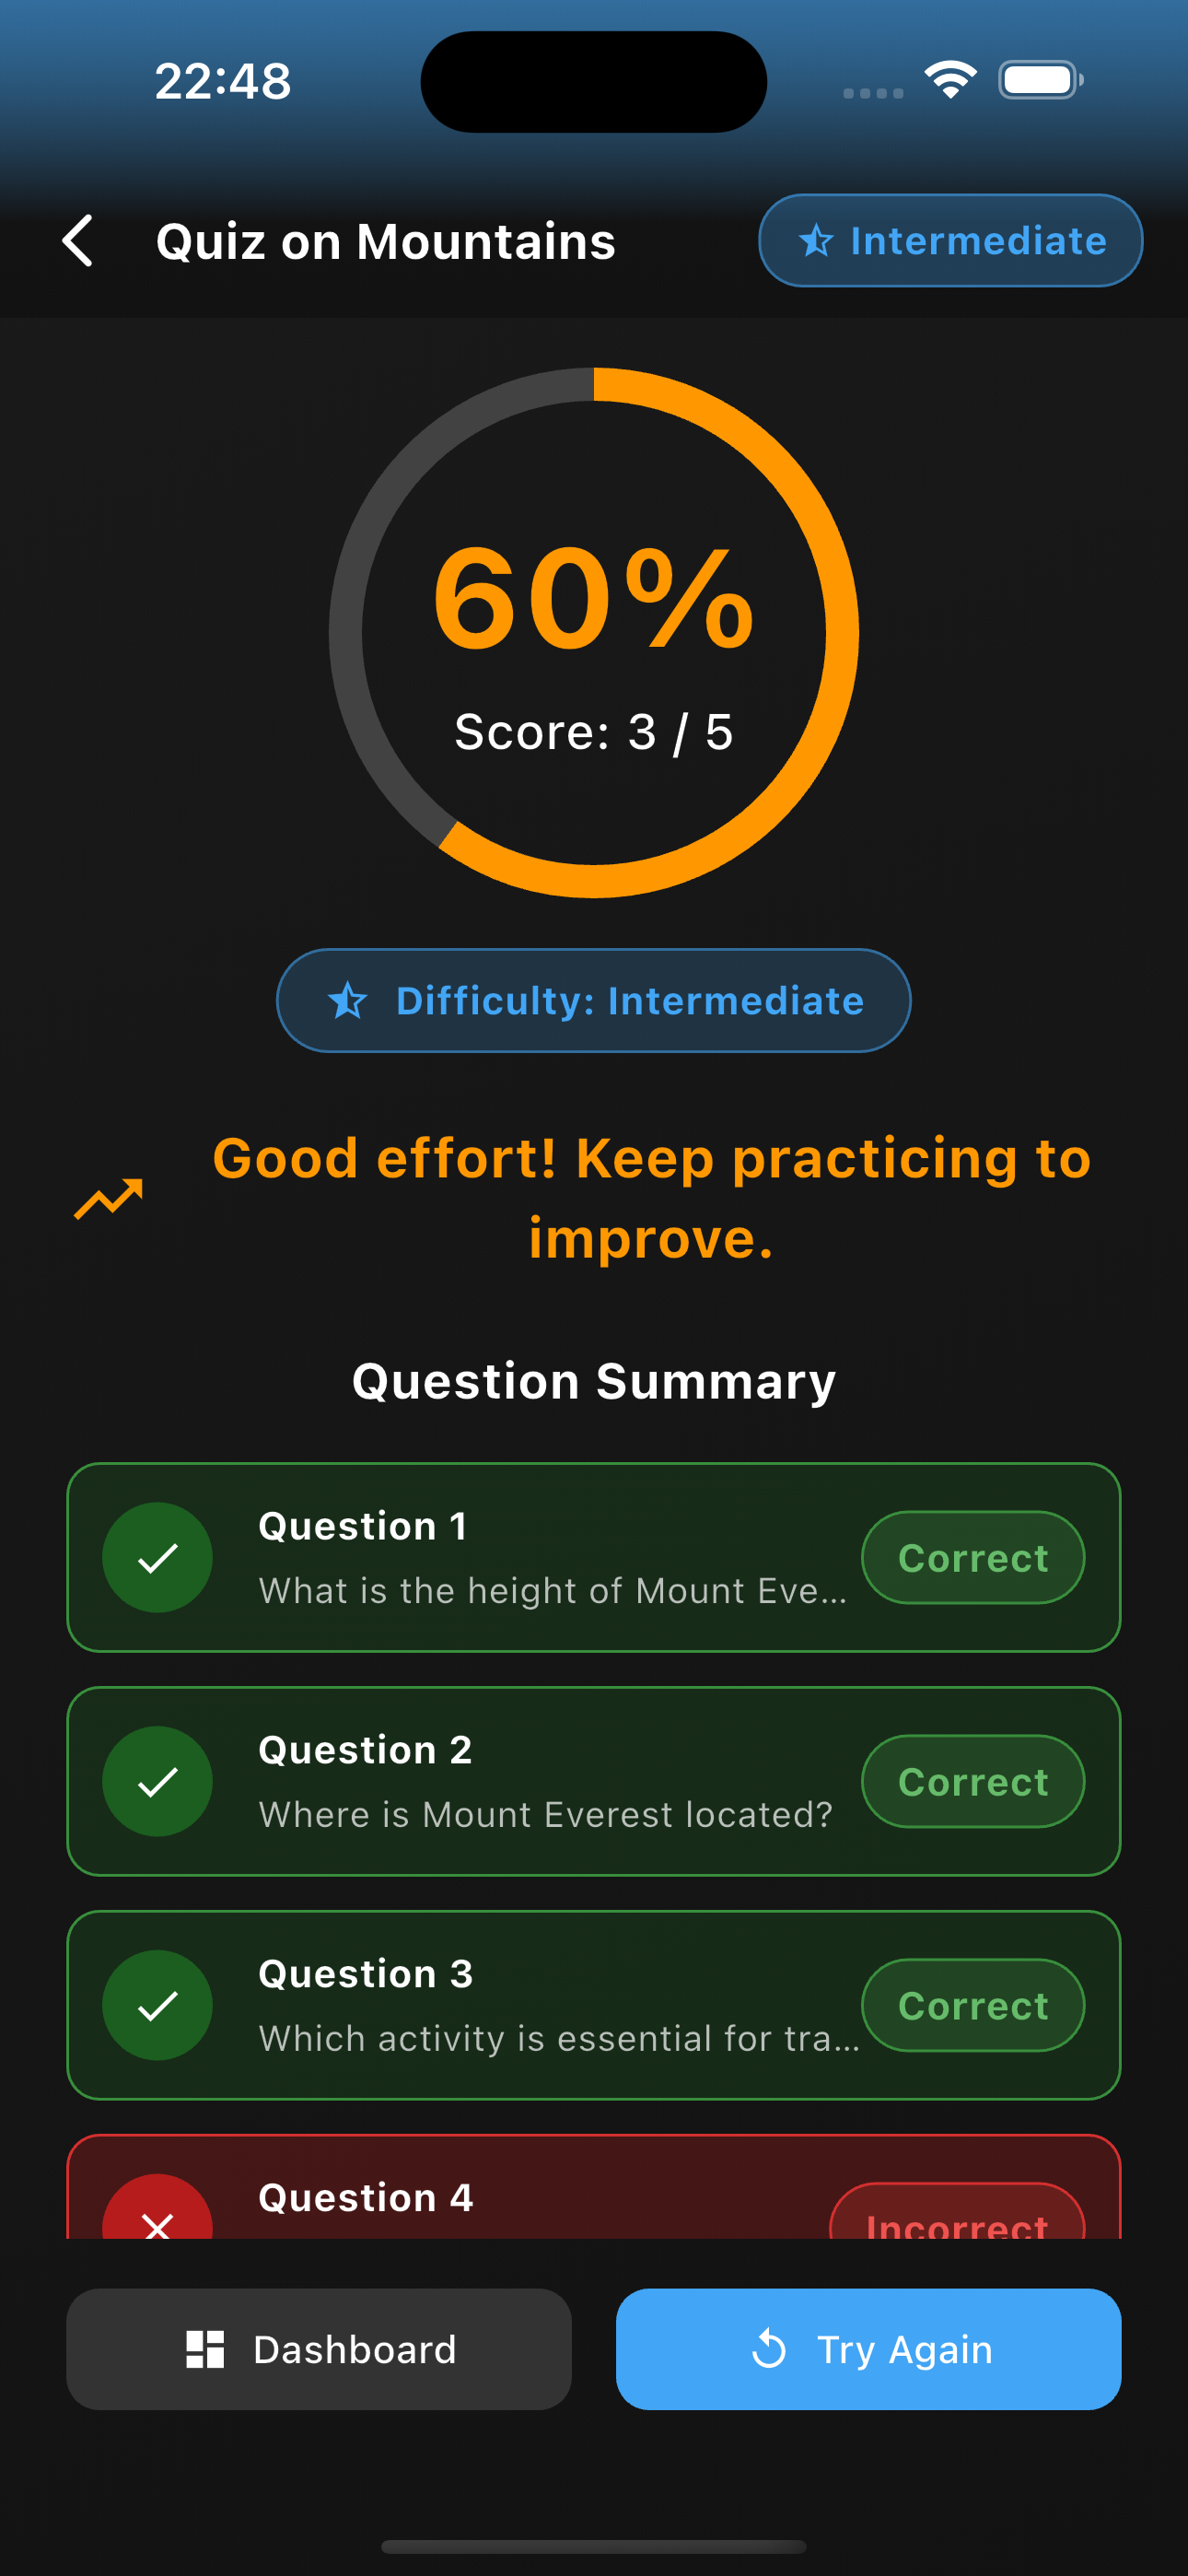 22:48
Quiz on Mountains
Intermediate
60%
Score: 3 / 5
Difficulty: Intermediate
Good effort! Keep practicing to
improve.
Question Summary
Question 1
What is the height of Mount Eve...
Correct
Question 2
Where is Mount Everest located?
Correct
Question 3
Which activity is essential for tra...
Correct
Question 4
Incorrect
Dashboard
Try Again